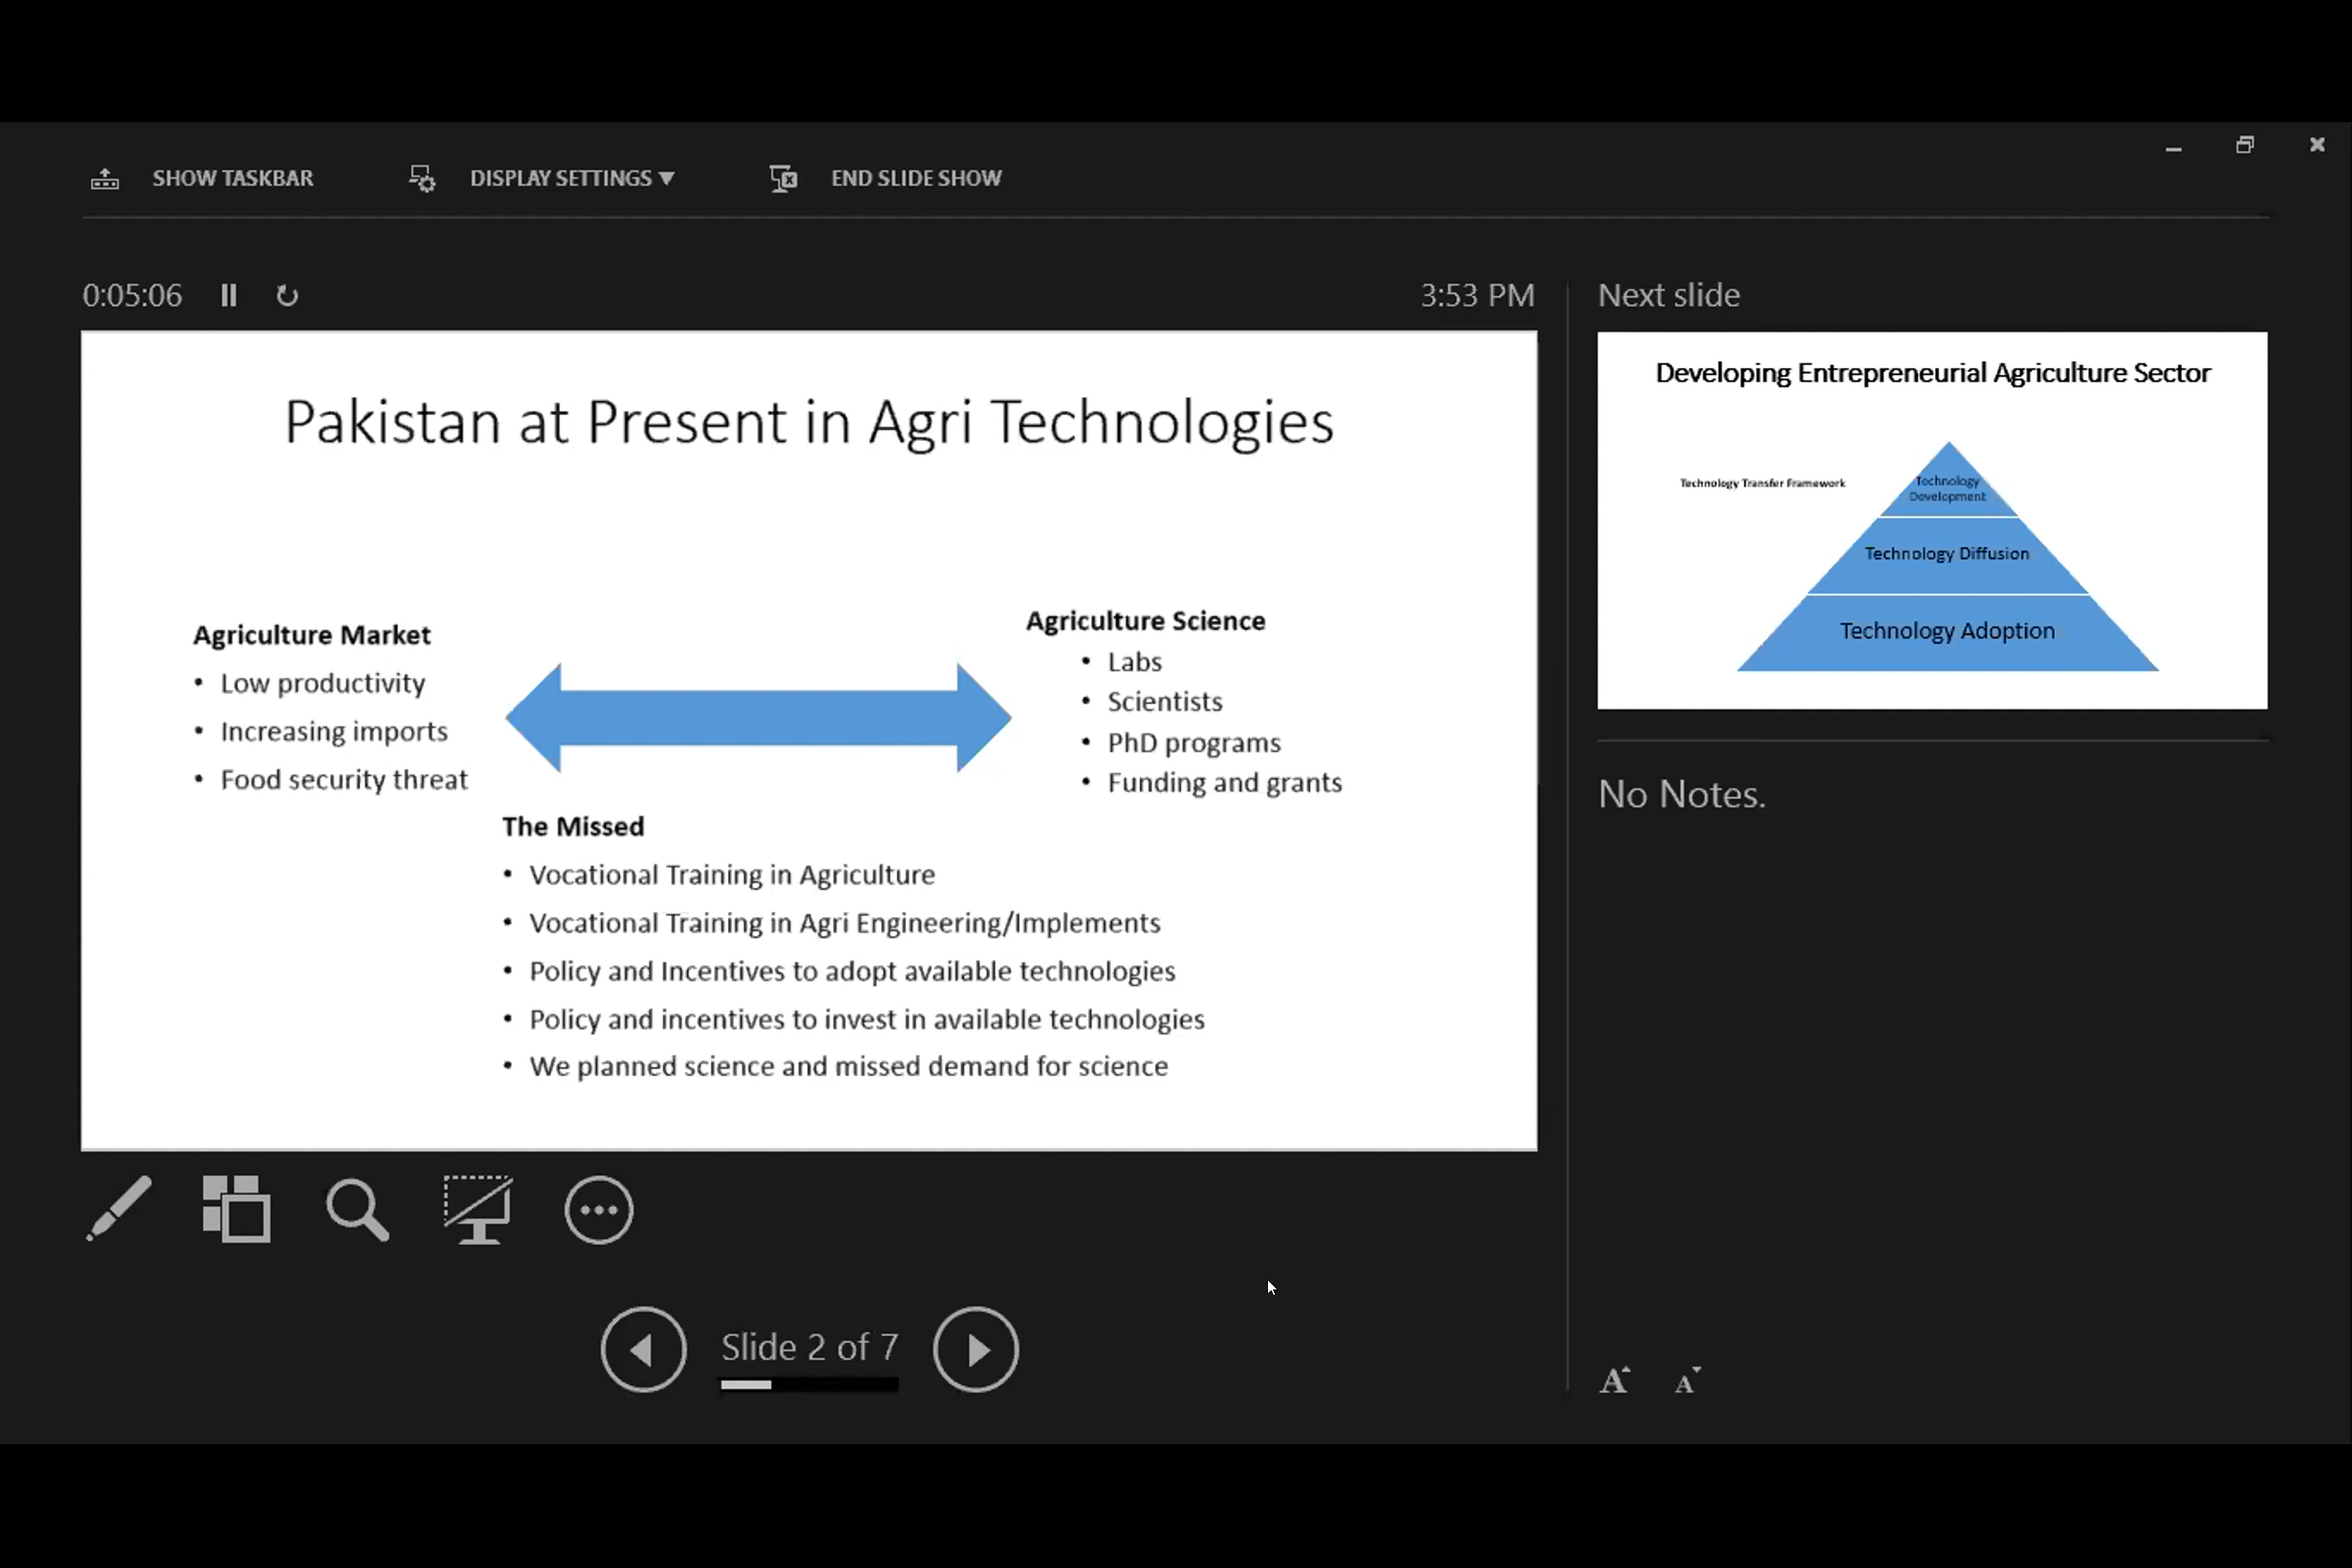 SHOW TASKBAR
DISPLAY SETTINGS ▼
END SLIDE SHOW
0:05:06
3:53 PM
Pakistan at Present in Agri Technologies
Agriculture Market
• Low productivity
• Increasing imports
• Food security threat
Agriculture Science
• Labs
• Scientists
• PhD programs
• Funding and grants
The Missed
• Vocational Training in Agriculture
• Vocational Training in Agri Engineering/Implements
• Policy and Incentives to adopt available technologies
• Policy and incentives to invest in available technologies
• We planned science and missed demand for science
Slide 2 of 7
Next slide
Developing Entrepreneurial Agriculture Sector
Technology Transfer Framework
Technology
Development
Technology Diffusion
Technology Adoption
No Notes.
A
A